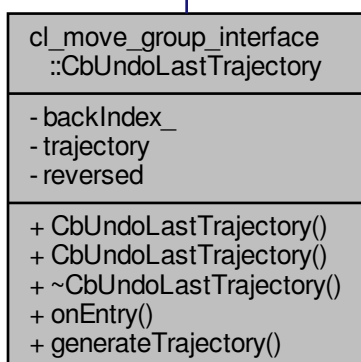 cl_move_group_interface
::CbUndoLastTrajectory
- backIndex_
- trajectory
- reversed
+ CbUndoLastTrajectory()
+ CbUndoLastTrajectory()
+ ~CbUndoLastTrajectory()
+ onEntry()
+ generateTrajectory()